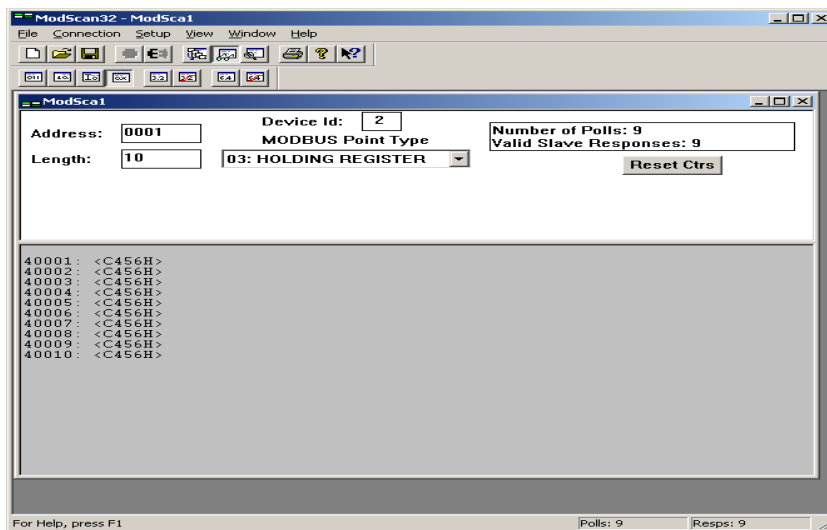 ModScan32 - ModSca1
File Connection Setup View Window Help
ModSca1
Address: 0001
Device Id: 2
MODBUS Point Type
Length: 10
03: HOLDING REGISTER
Number of Polls: 9
Valid Slave Responses: 9
Reset Ctrs
40001: <C456H>
40002: <C456H>
40003: <C456H>
40004: <C456H>
40005: <C456H>
40006: <C456H>
40007: <C456H>
40008: <C456H>
40009: <C456H>
40010: <C456H>
For Help, press F1
Polls: 9
Resps: 9